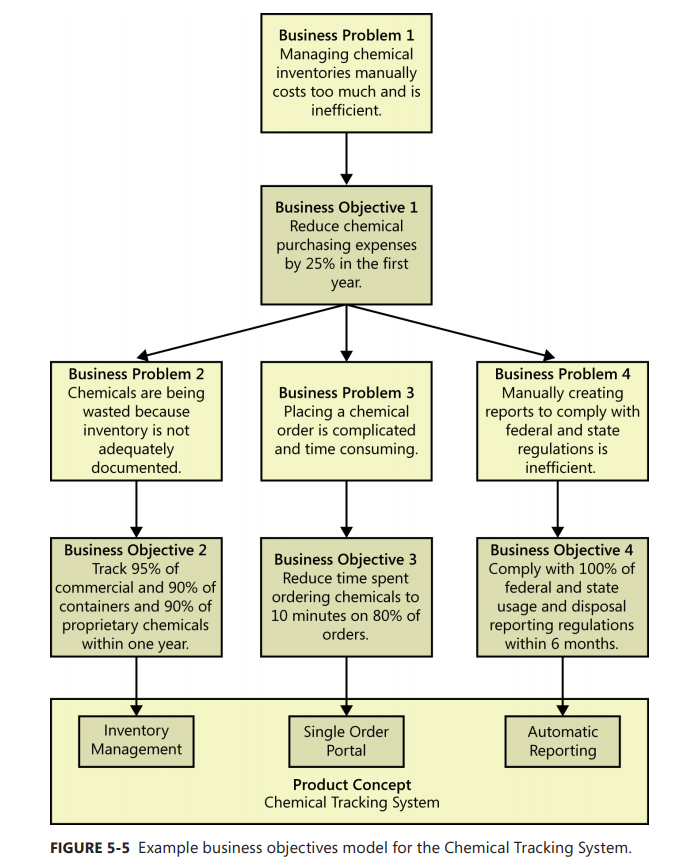 Business Problem 1
Managing chemical
inventories manually
costs too much and is
inefficient.
Business Objective 1
Reduce chemical
purchasing expenses
by 25% in the first
year.
Business Problem 2
Chemicals are being
wasted because
inventory is not
adequately
documented.
Business Problem 3
Placing a chemical
order is complicated
and time consuming.
Business Problem 4
Manually creating
reports to comply with
federal and state
regulations is
inefficient.
Business Objective 2
Track 95% of
commercial and 90% of
containers and 90% of
proprietary chemicals
within one year.
Business Objective 3
Reduce time spent
ordering chemicals to
10 minutes on 80% of
orders.
Business Objective 4
Comply with 100% of
federal and state
usage and disposal
reporting regulations
within 6 months.
Inventory
Management
Single Order
Portal
Automatic
Reporting
Product Concept
Chemical Tracking System
FIGURE 5-5 Example business objectives model for the Chemical Tracking System.